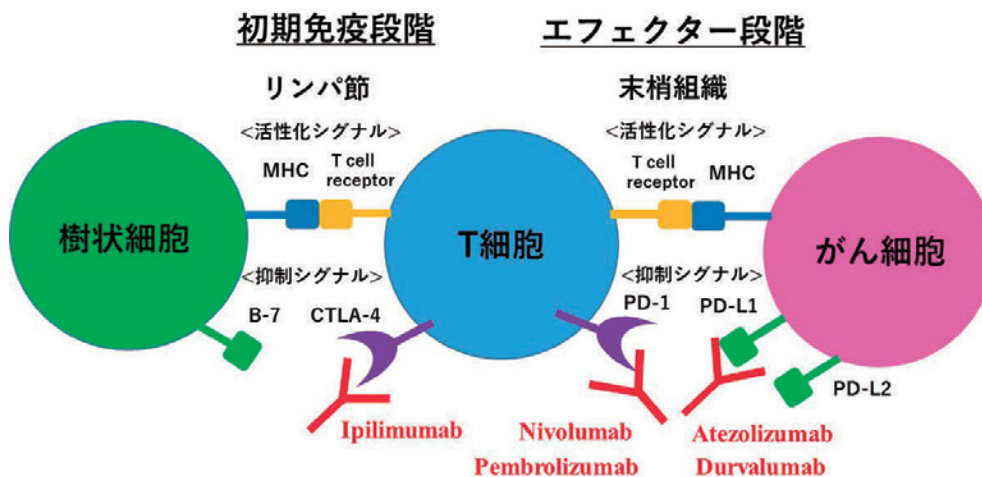 初期免疫段階
エフェクター段階
リンパ節
末梢組織
<活性化シグナル>
<活性化シグナル>
MHC
T cell
receptor
T cell
receptor
MHC
樹状細胞
T細胞
がん細胞
<抑制シグナル>
<抑制シグナル>
B-7
CTLA-4
PD-1
PD-L1
PD-L2
Ipilimumab
Nivolumab
Pembrolizumab
Atezolizumab
Durvalumab